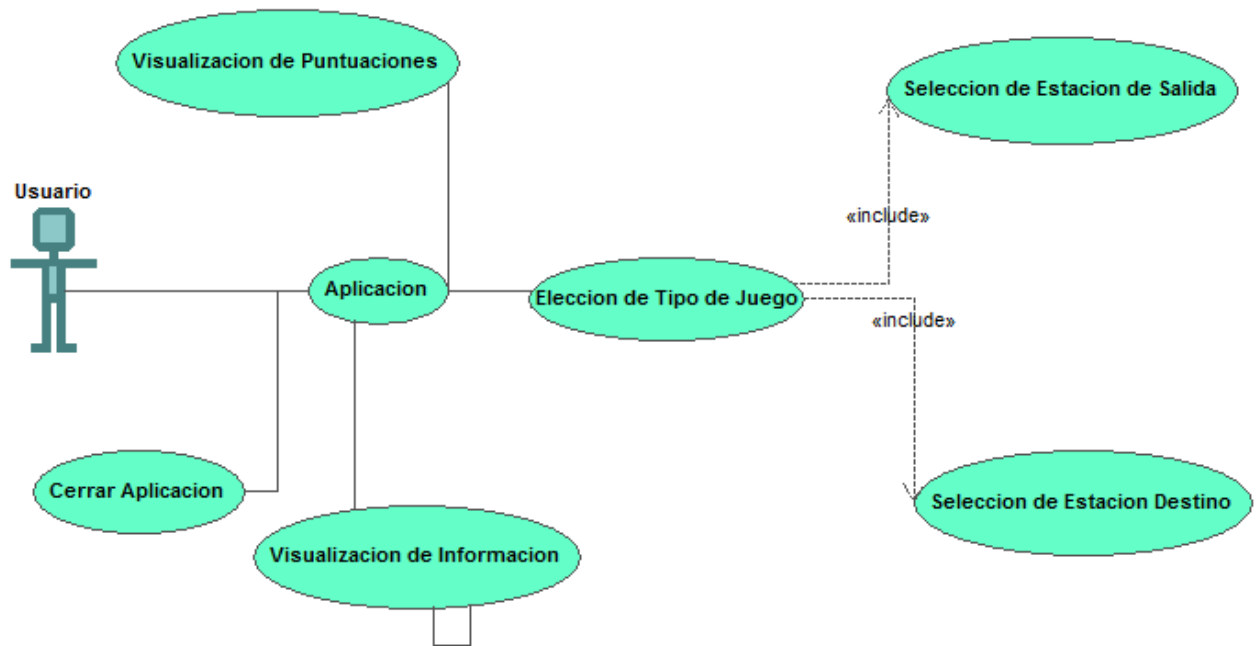 Visualizacion de Puntuaciones
Seleccion de Estacion de Salida
Usuario
«include»
Aplicacion
Eleccion de Tipo de Juego
«include»
Cerrar Aplicacion
Seleccion de Estacion Destino
Visualizacion de Informacion